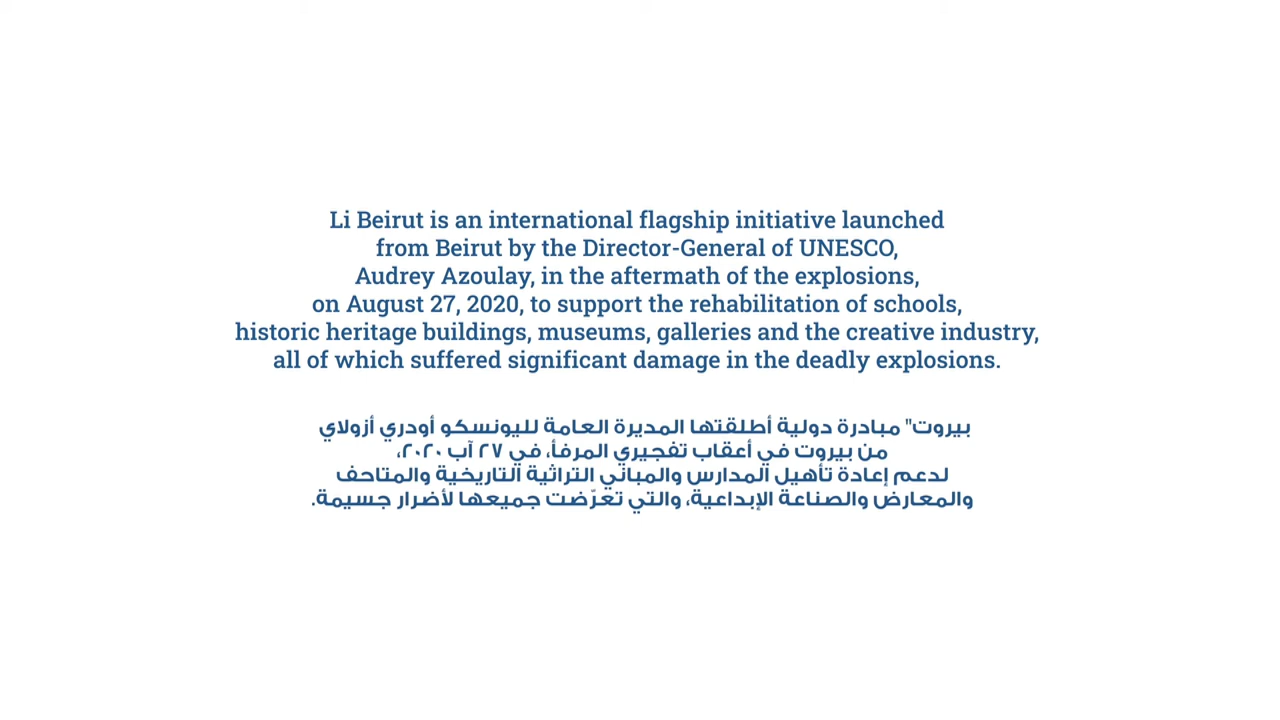 Li Beirut is an international flagship initiative launched
from Beirut by the Director-General of UNESCO,
Audrey Azoulay, in the aftermath of the explosions,
on August 27, 2020, to support the rehabilitation of schools,
historic heritage buildings, museums, galleries and the creative industry,
all of which suffered significant damage in the deadly explosions.
بيروت" مبادرة دولية أطلقتها المديرة العامة لليونسكو أودري أزولاي
من بيروت في أعقاب تفجيري المرفأ، في ٢٧ آب ٢٠٢٠،
لدعم إعادة تأهيل المدارس والمباني التراثية التاريخية والمتاحف
والمعارض والصناعة الإبداعية، والتي تعرّضت جميعها لأضرار جسيمة.